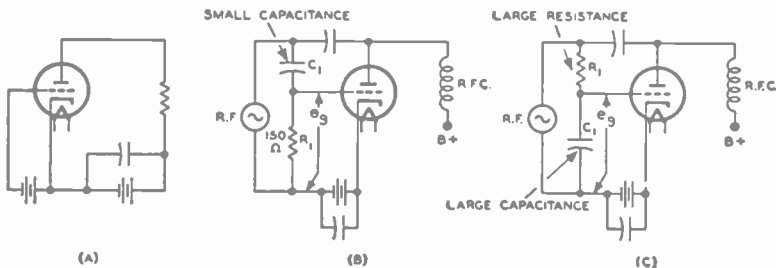 SMALL CAPACITANCE
C1
R.F
150
Ω
R1
eg
R.F.C.
B+
LARGE RESISTANCE
R1
R.F.
C1
eg
R.F.C.
B+
LARGE CAPACITANCE
(A)
(B)
(C)